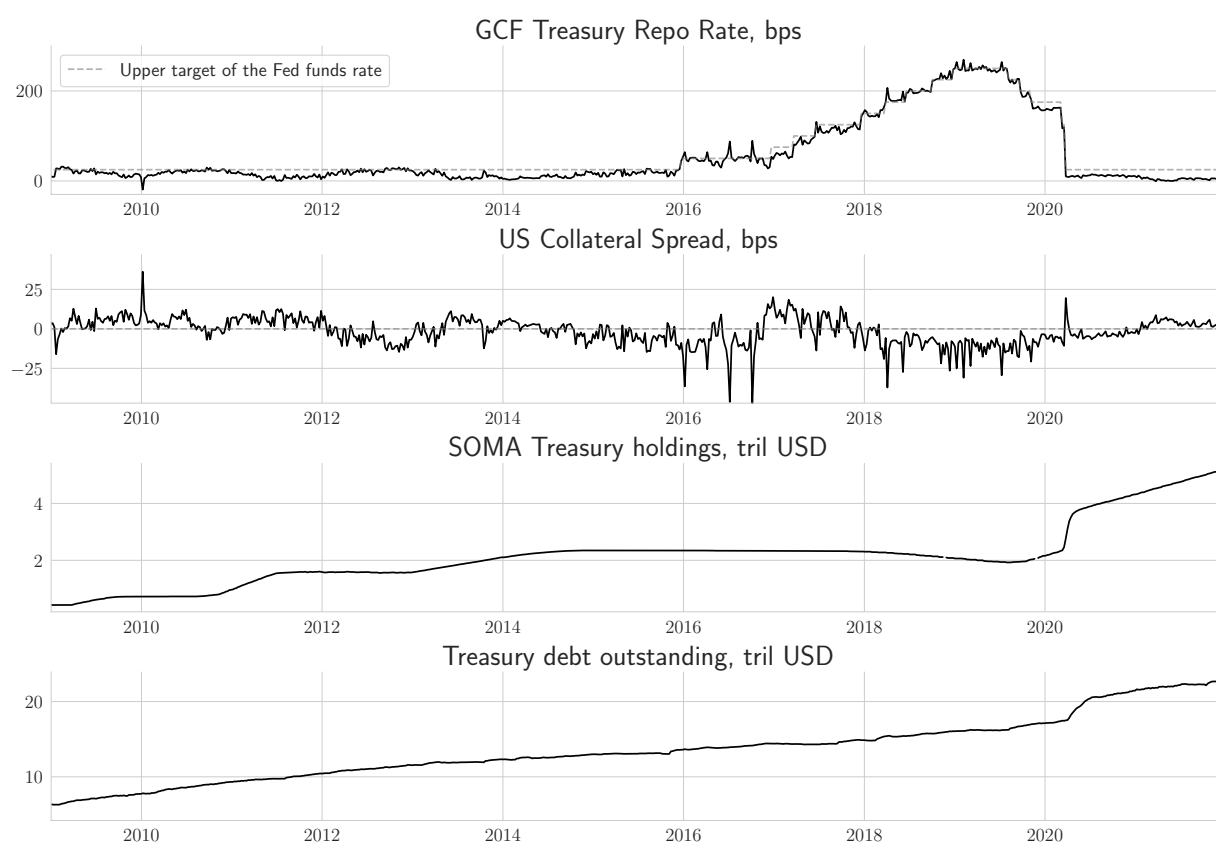 GCF Treasury Repo Rate, bps
Upper target of the Fed funds rate
200
0
2010 2012 2014 2016 2018 2020
US Collateral Spread, bps
25
0
−25
2010 2012 2014 2016 2018 2020
SOMA Treasury holdings, tril USD
4
2
2010 2012 2014 2016 2018 2020
Treasury debt outstanding, tril USD
20
10
2010 2012 2014 2016 2018 2020